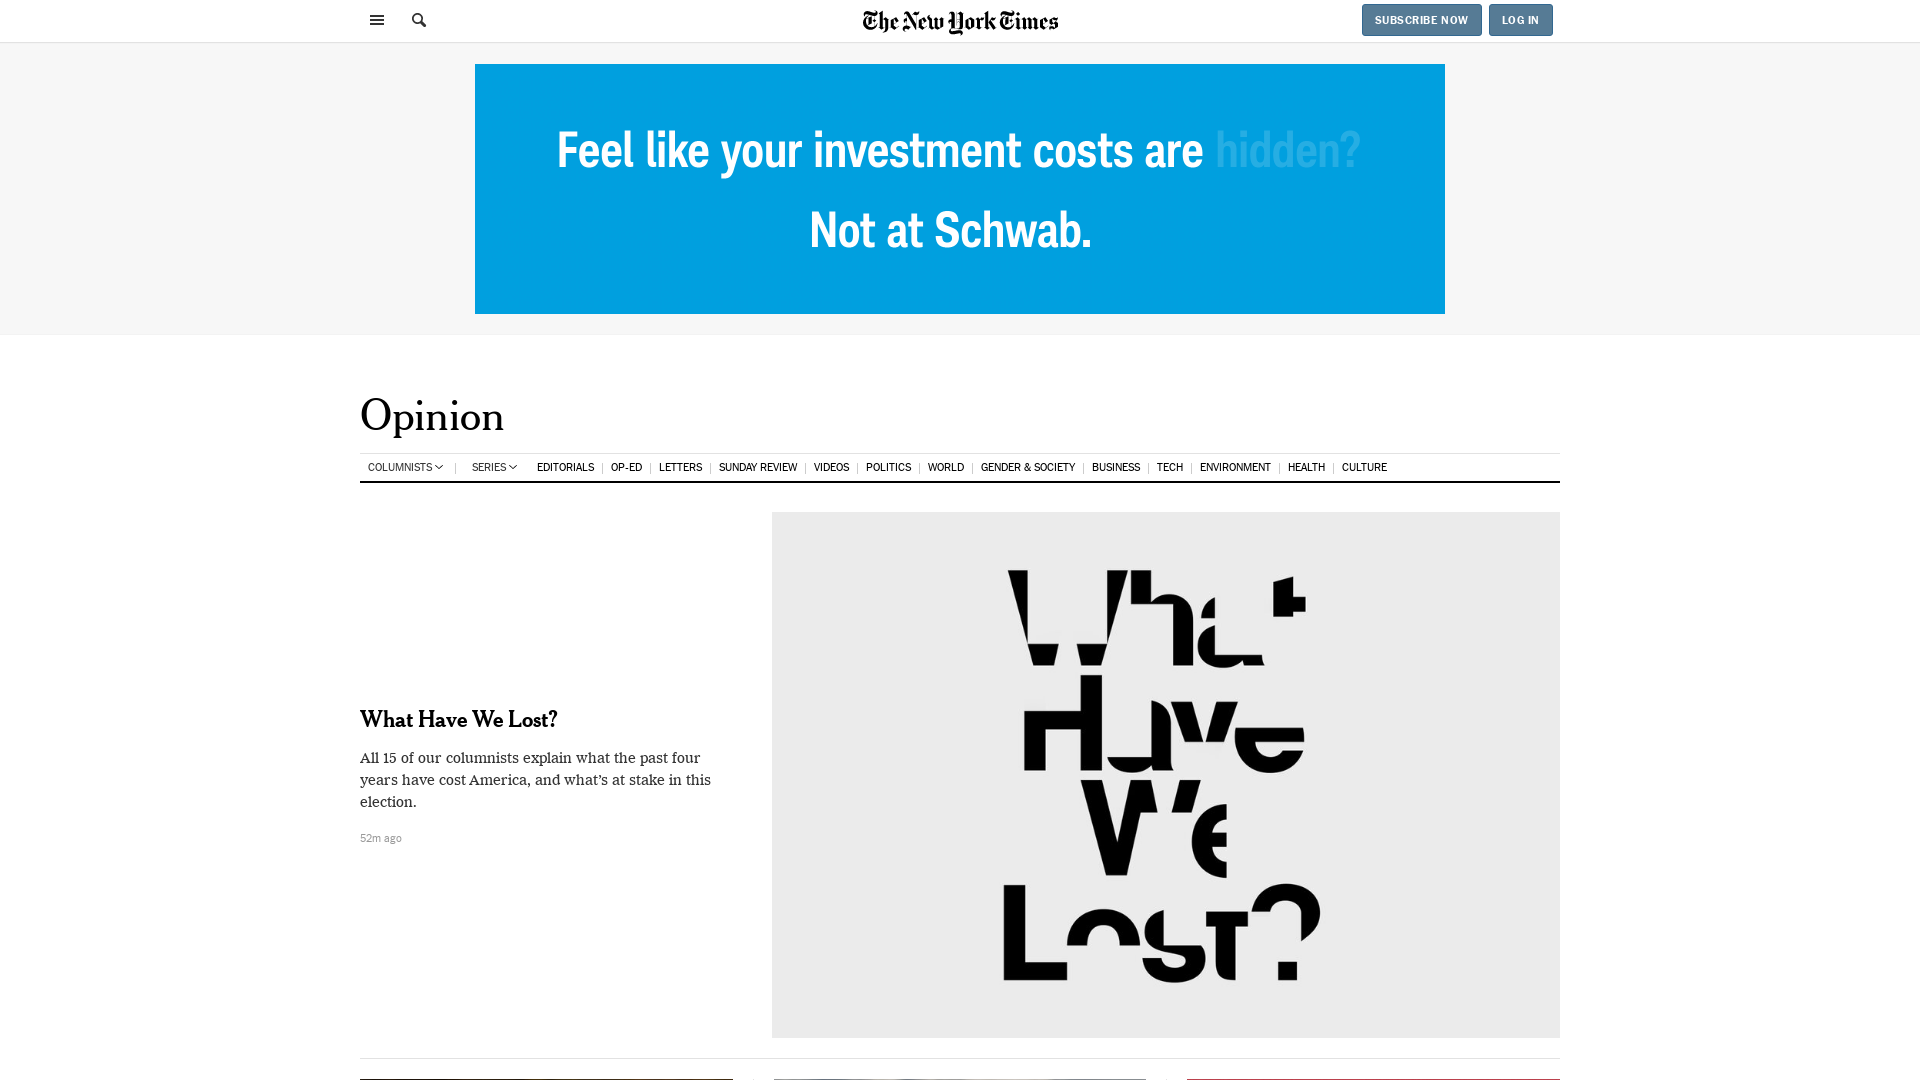 The New York Times
SUBSCRIBE NOW
LOG IN
Feel like your investment costs are hidden?
Not at Schwab.
Opinion
COLUMNISTS
SERIES
EDITORIALS
OP-ED
LETTERS
SUNDAY REVIEW
VIDEOS
POLITICS
WORLD
GENDER & SOCIETY
BUSINESS
TECH
ENVIRONMENT
HEALTH
CULTURE
What Have We Lost?
All 15 of our columnists explain what the past four
years have cost America, and what’s at stake in this
election.
52m ago
What
Have
We
Lost?